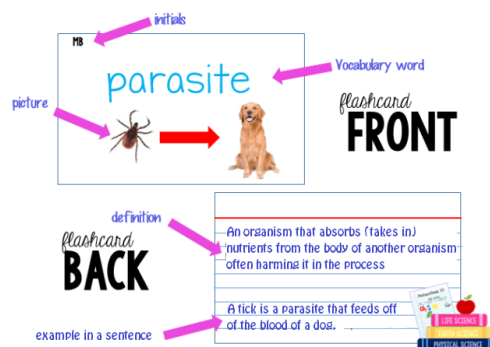 initials
MB
parasite
Vocabulary word
picture
flashcard
FRONT
definition
flashcard
BACK
An organism that absorbs (takes in)
nutrients from the body of another organism
often harming it in the process
A tick is a parasite that feeds off
of the blood of a dog.
example in a sentence
LIFE SCIENCE
EARTH SCIENCE
PHYSICAL SCIENCE